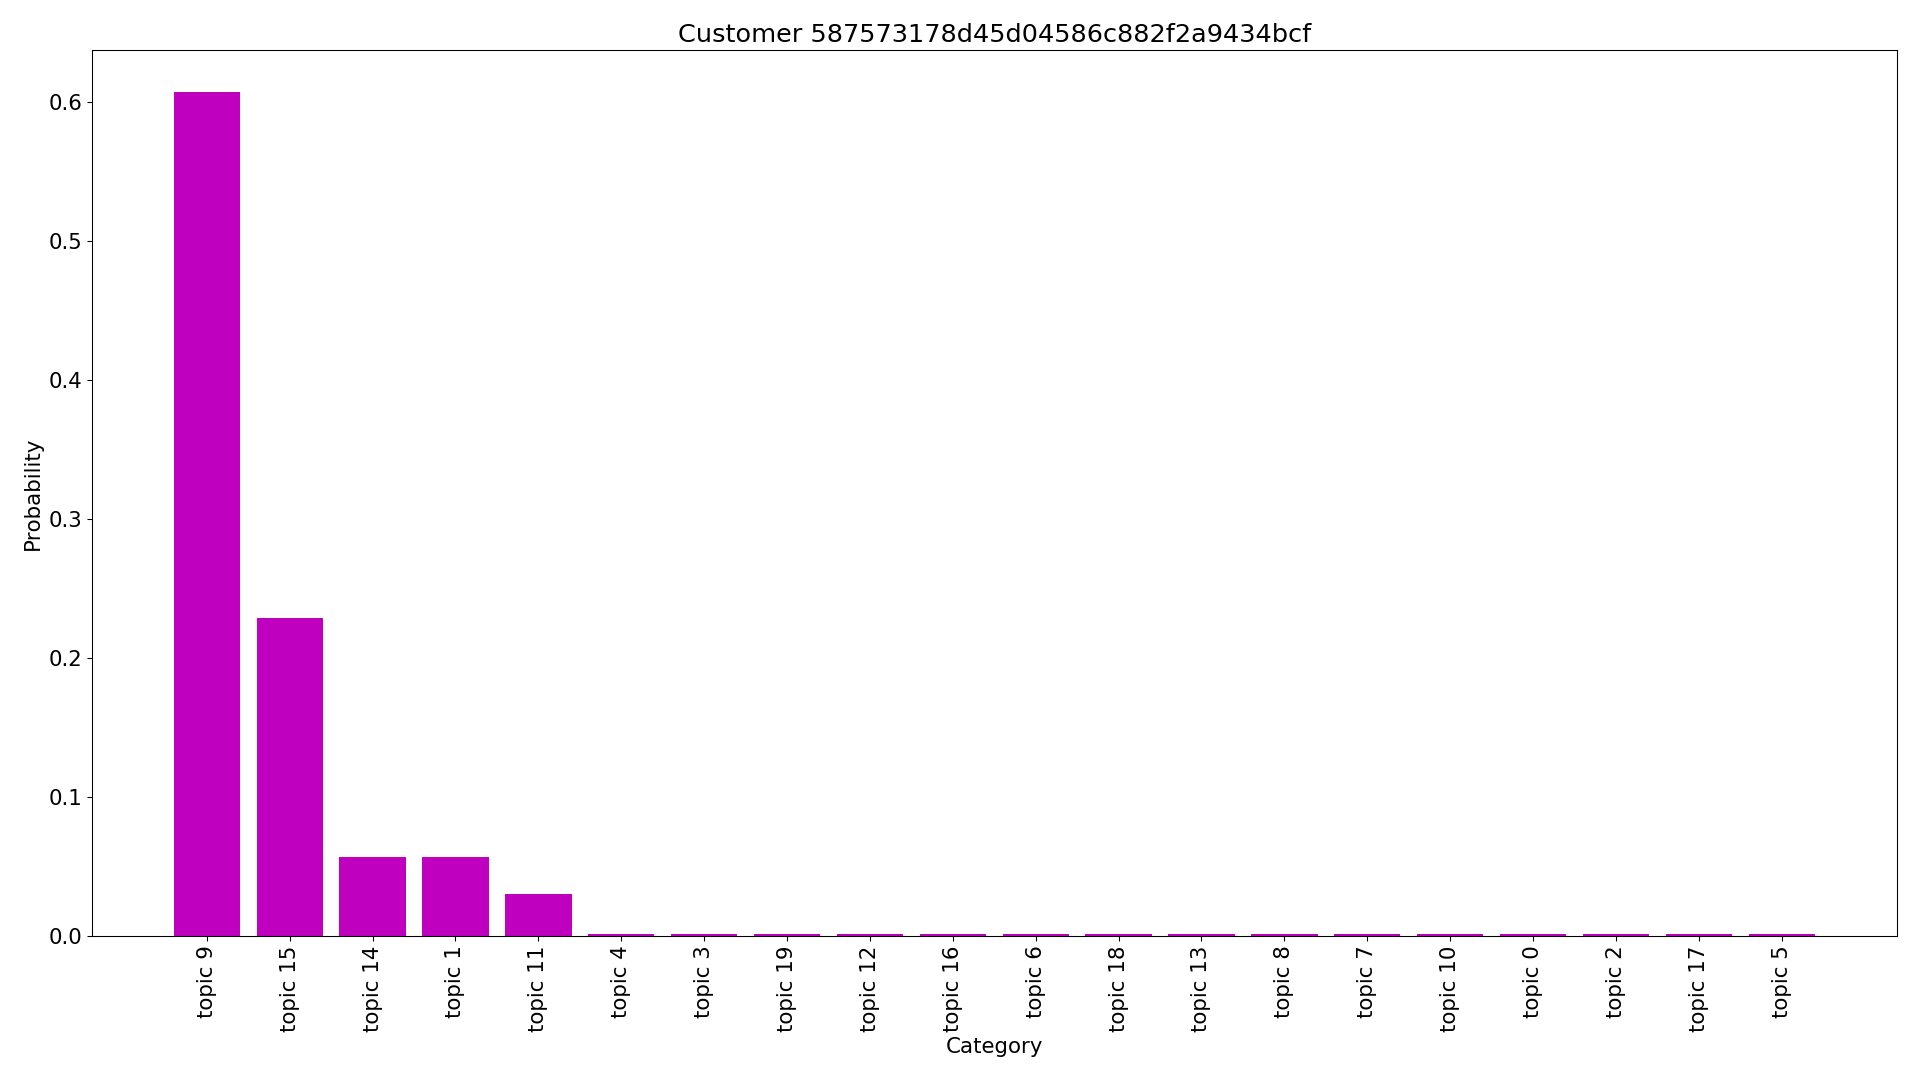 Customer 587573178d45d04586c882f2a9434bcf
Probability
0.6
0.5
0.4
0.3
0.2
0.1
0.0
topic 9
topic 15
topic 14
topic 1
topic 11
topic 4
topic 3
topic 19
topic 12
topic 16
topic 6
topic 18
topic 13
topic 8
topic 7
topic 10
topic 0
topic 2
topic 17
topic 5
Category